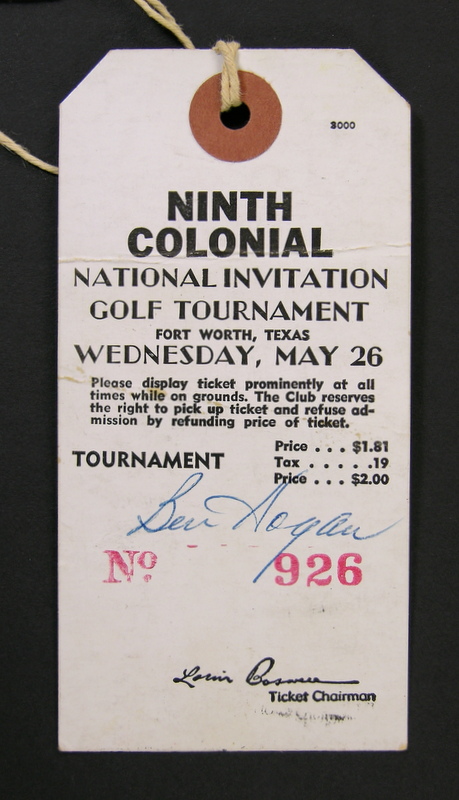 3000
NINTH
COLONIAL
NATIONAL INVITATION
GOLF TOURNAMENT
FORT WORTH, TEXAS
WEDNESDAY, MAY 26
Please display ticket prominently at all
times while on grounds. The Club reserves
the right to pick up ticket and refuse ad-
mission by refunding price of ticket.
TOURNAMENT
Price . . . $1.81
Tax . . . . . .19
Price . . . $2.00
Ben Hogan
No 926
Ticket Chairman